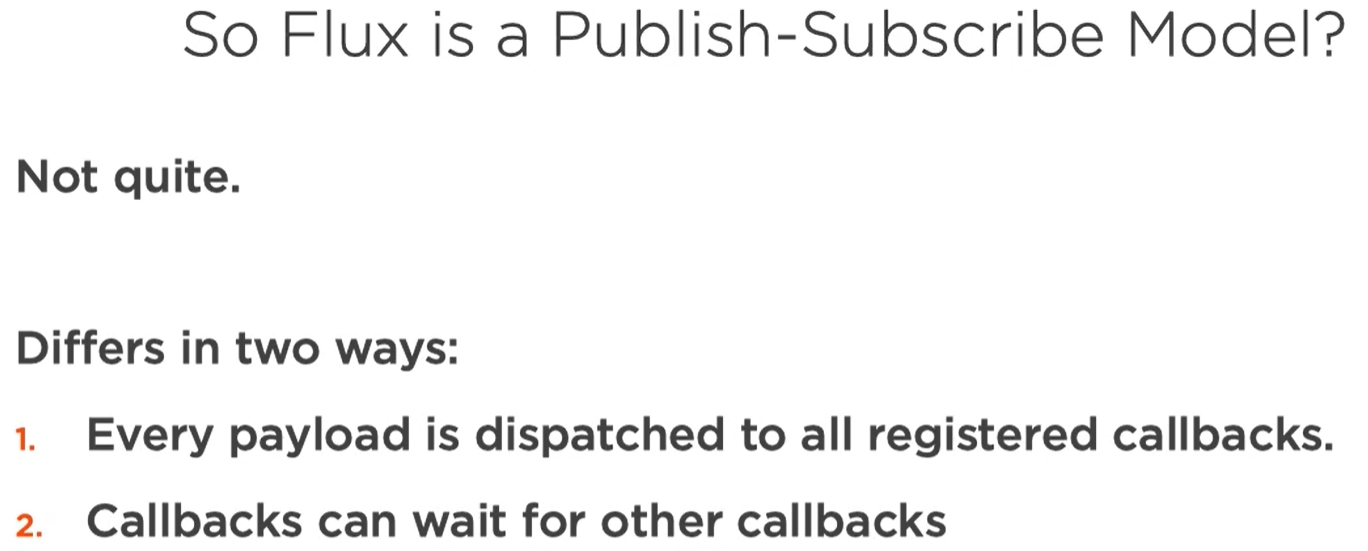 So Flux is a Publish-Subscribe Model?
Not quite.
Differs in two ways:
1. Every payload is dispatched to all registered callbacks.
2. Callbacks can wait for other callbacks